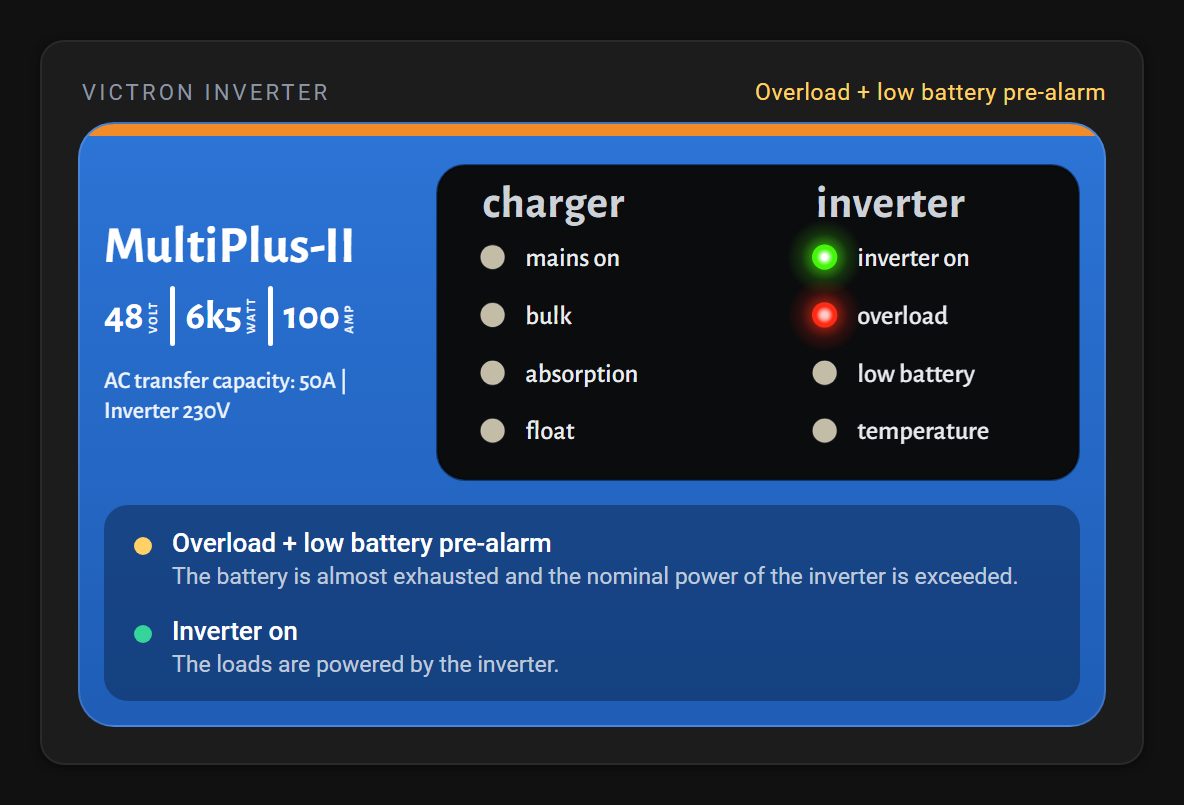 VICTRON INVERTER
Overload + low battery pre-alarm
MultiPlus-II
48 VOLT | 6k5 WATT | 100 AMP
AC transfer capacity: 50A |
Inverter 230V
charger
mains on
bulk
absorption
float
inverter
inverter on
overload
low battery
temperature
Overload + low battery pre-alarm
The battery is almost exhausted and the nominal power of the inverter is exceeded.
Inverter on
The loads are powered by the inverter.